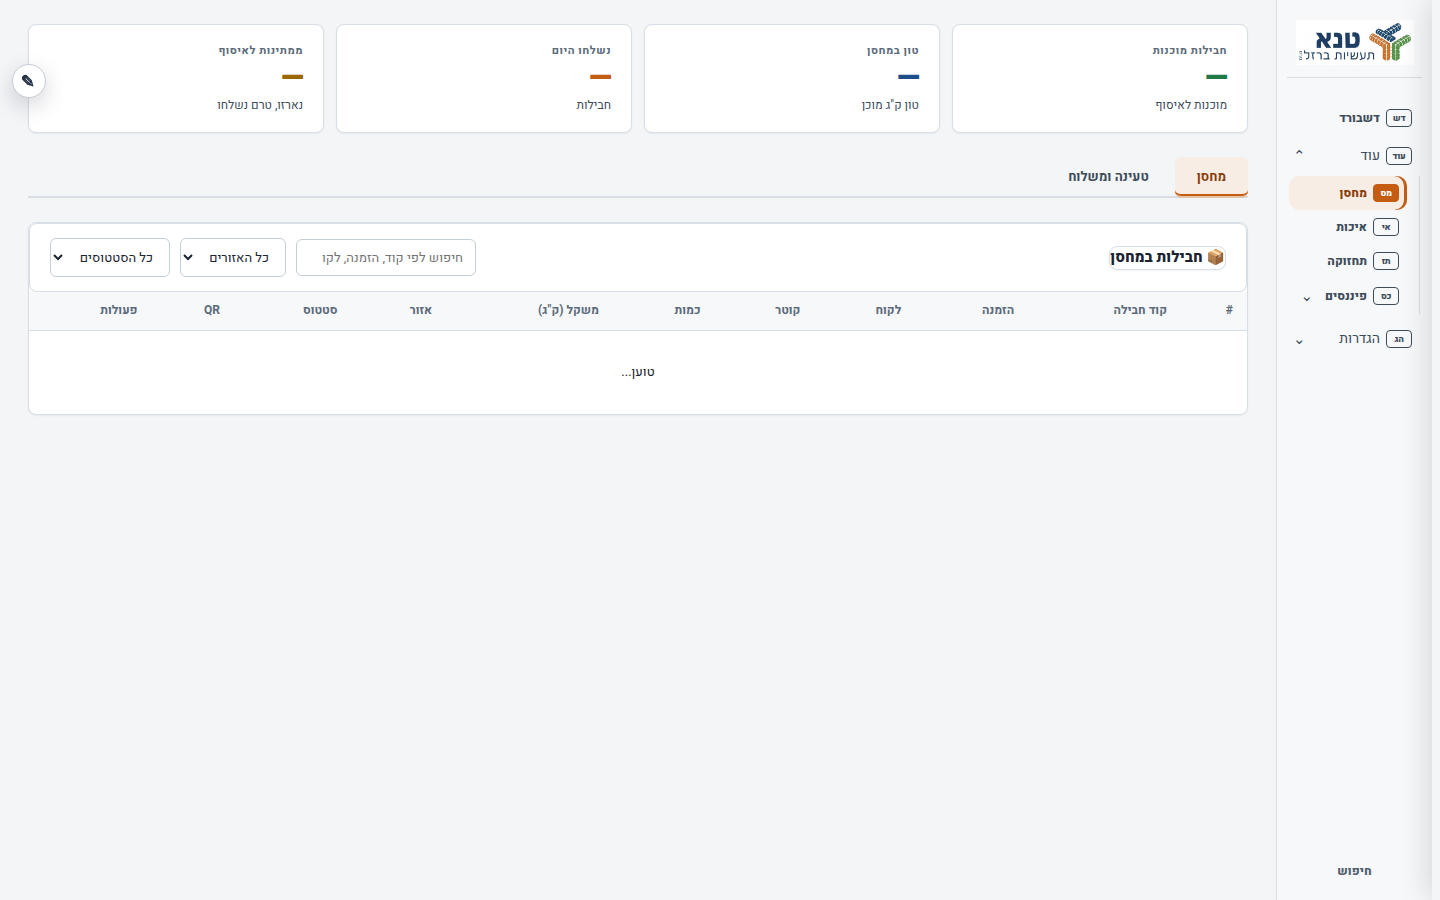 טנא
תעשיות ברזל
דש דשבורד
עוד עוד
מס מחסן
אי איכות
תז תחזוקה
כס פיננסים
הג הגדרות
חיפוש
חבילות מוכנות
—
מוכנות לאיסוף
טון במחסן
—
טון ק"ג מוכן
נשלחו היום
—
חבילות
ממתינות לאיסוף
—
נארזו, טרם נשלחו
מחסן
טעינה ומשלוח
📦 חבילות במחסן
חיפוש לפי קוד, הזמנה, לקו
כל האזורים
כל הסטטוסים
# קוד חבילה הזמנה לקוח קוטר כמות משקל (ק"ג) אזור סטטוס QR פעולות
טוען...